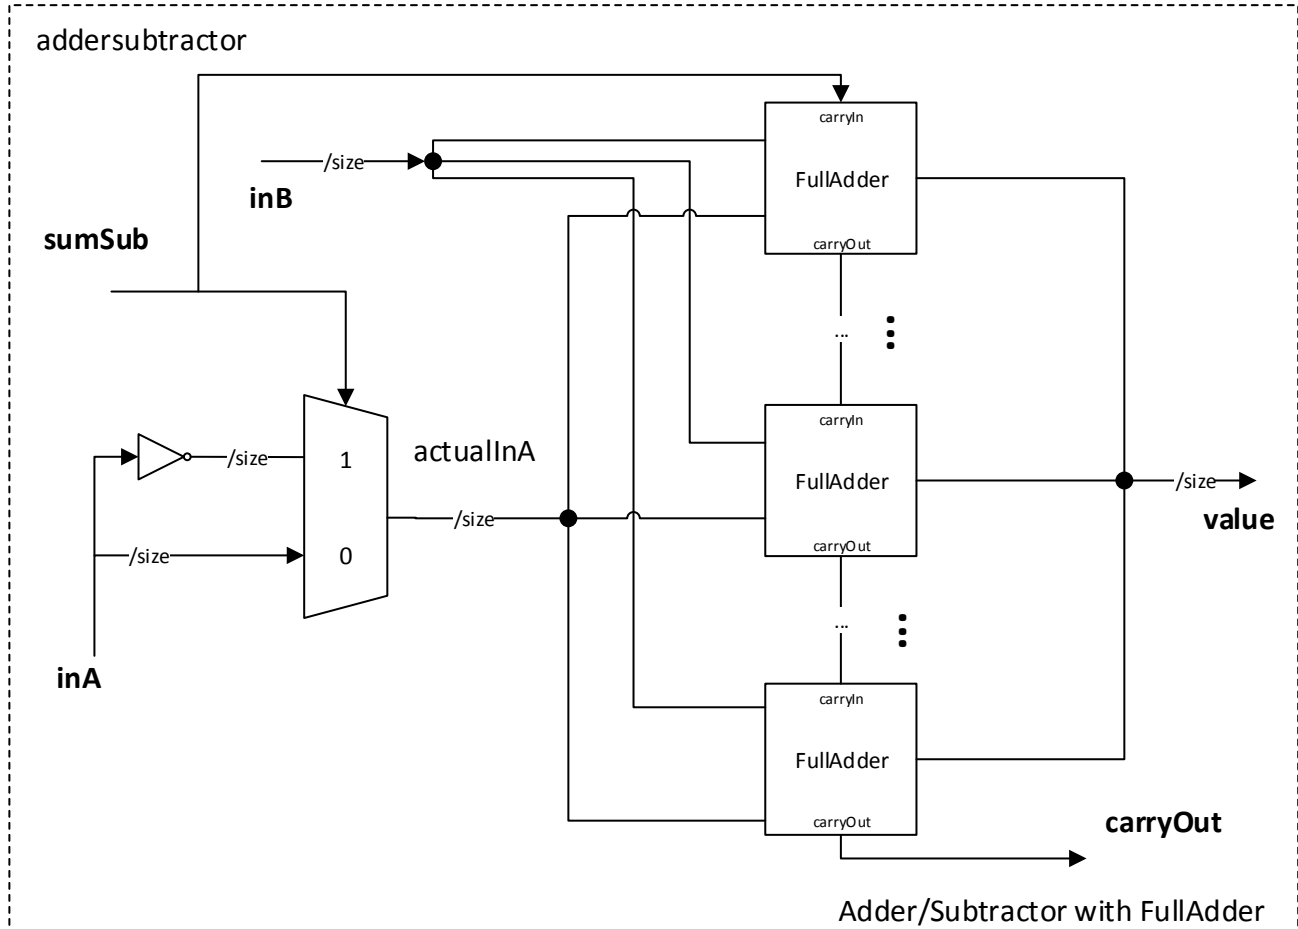 addersubtractor
carryIn
/size
FullAdder
inB
sumSub
carryOut
...
carryIn
actualInA
/size
1
FullAdder
/size
value
/size
carryOut
/size
0
...
inA
carryIn
FullAdder
carryOut
carryOut
Adder/Subtractor with FullAdder